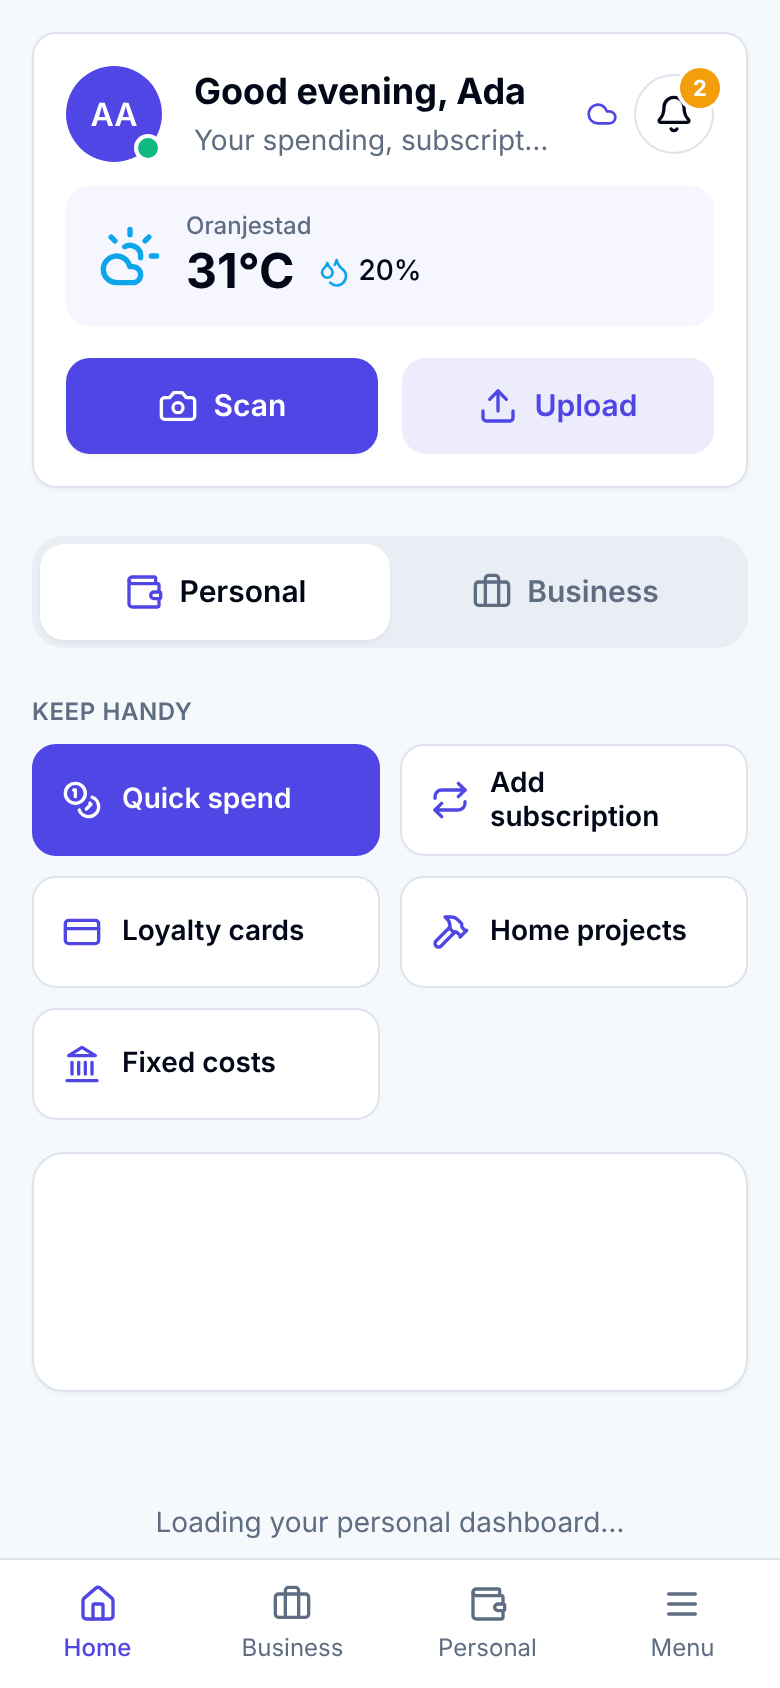 AA
Good evening, Ada
Your spending, subscript...
2
Oranjestad
31°C
20%
Scan
Upload
Personal
Business
KEEP HANDY
Quick spend
Add
subscription
Loyalty cards
Home projects
Fixed costs
Loading your personal dashboard...
Home
Business
Personal
Menu